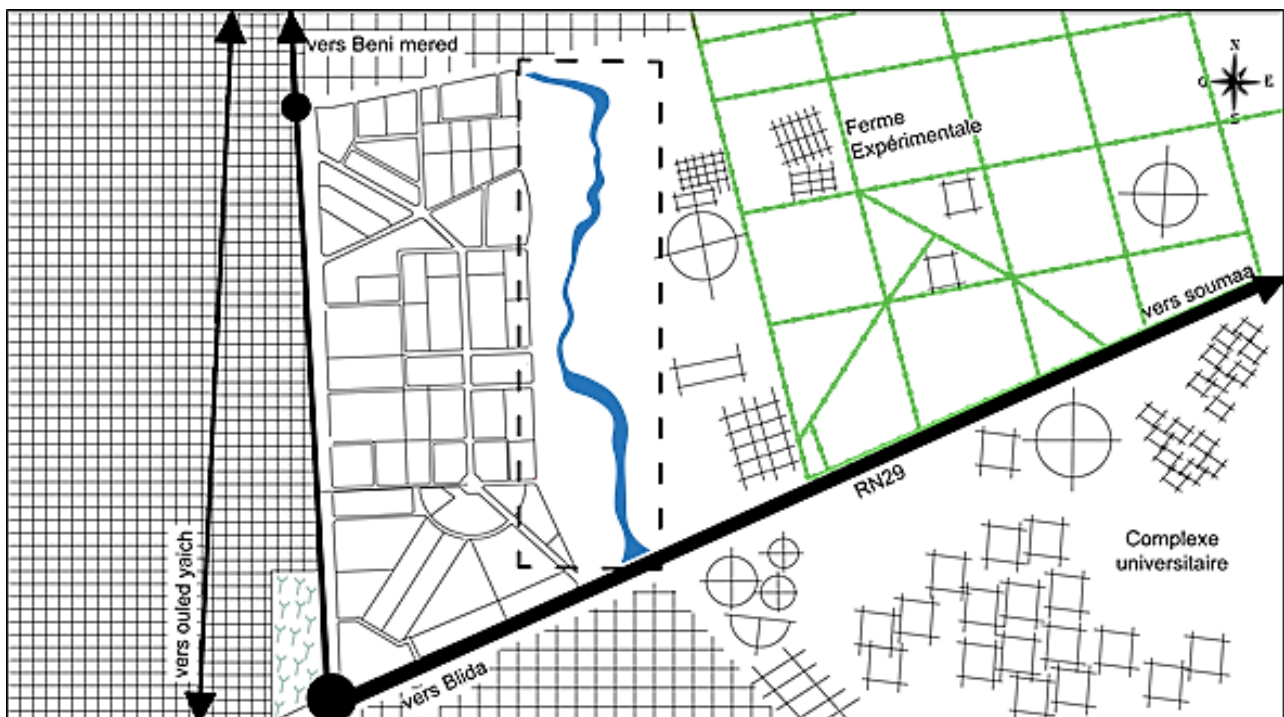 vers Beni mered
N
O
E
S
Ferme
Expérimentale
vers soumaa
RN29
Complexe
universitaire
vers ouled yaich
vers Blida